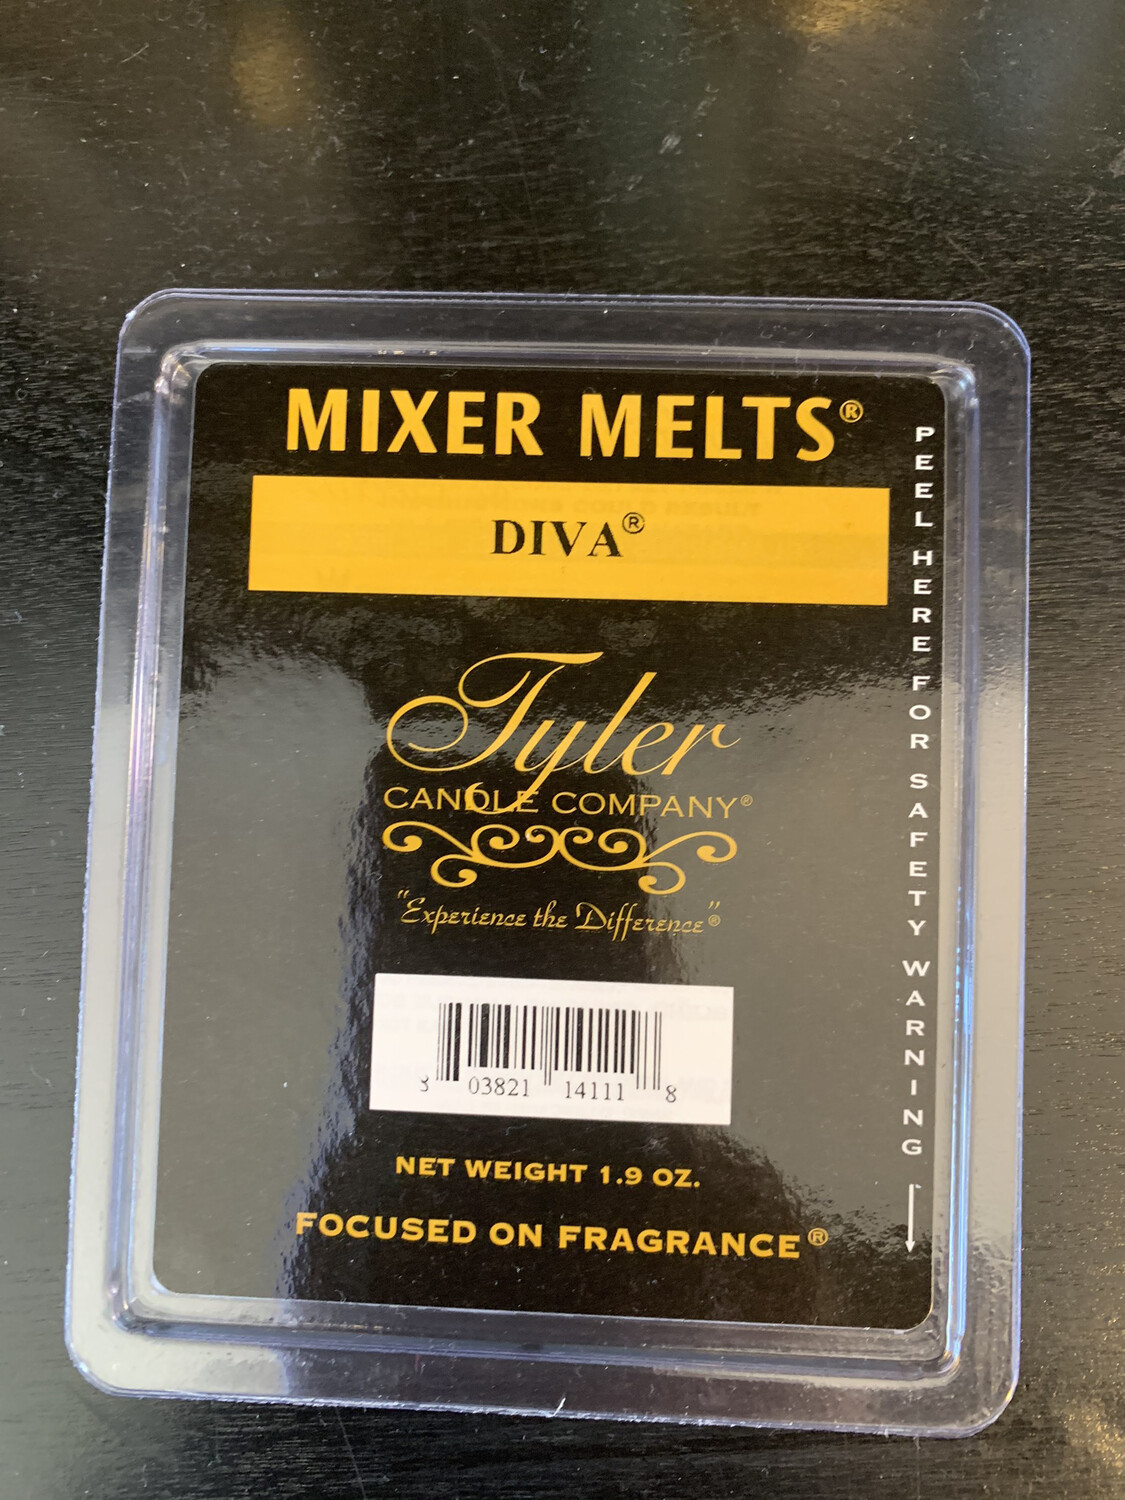 MIXER MELTS®
DIVA®
Tyler
CANDLE COMPANY®
"Experience the Difference"®
3 03821 14111 8
NET WEIGHT 1.9 OZ.
FOCUSED ON FRAGRANCE®
PEEL HERE FOR SAFETY WARNING